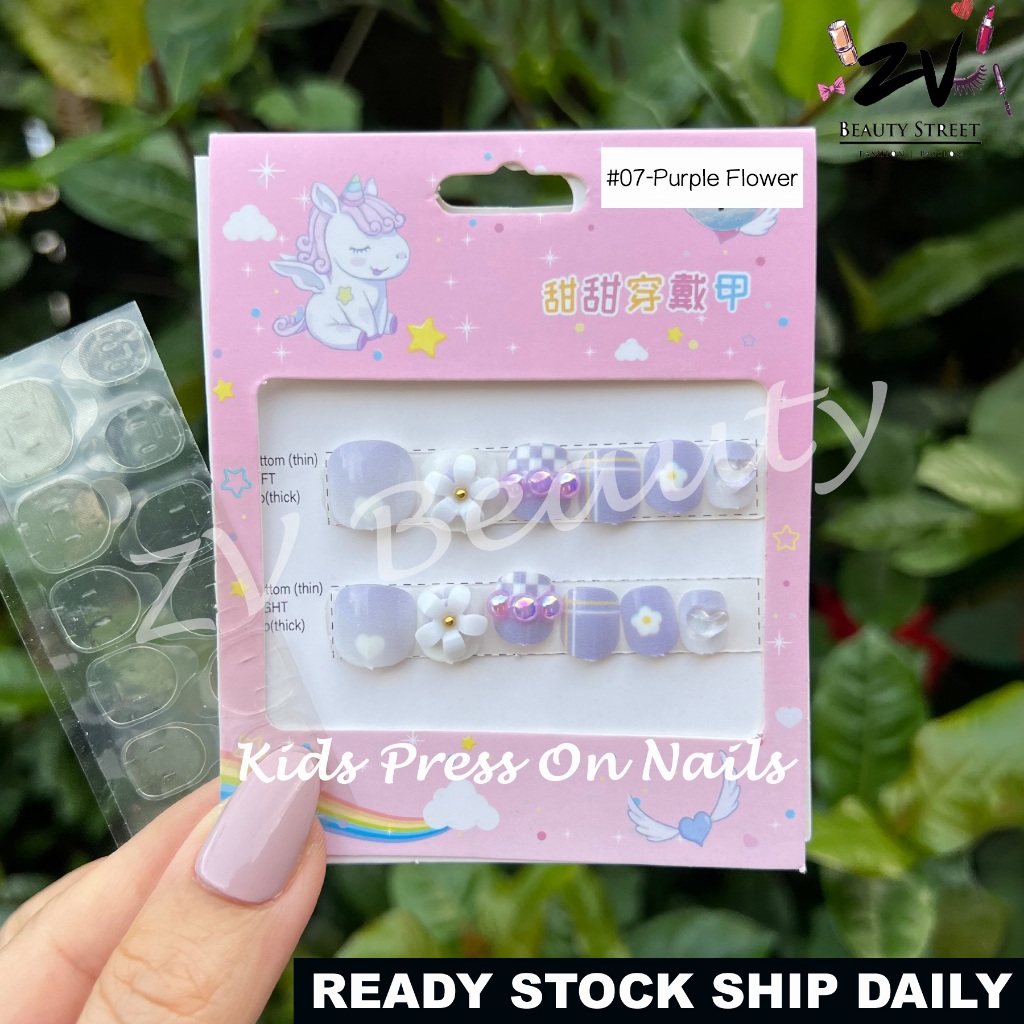 ZV
BEAUTY STREET
#07-Purple Flower
甜甜穿戴甲
ttom (thin)
FT
p(thick)
ZV Beauty
ttom (thin)
GHT
p(thick)
Kids Press On Nails
READY STOCK SHIP DAILY